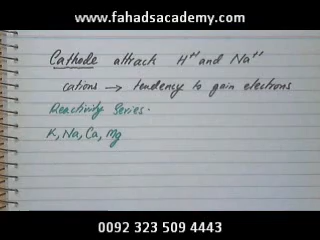 www.fahadsacademy.com
Cathode attrack H⁺ and Na⁺
cations → tendency to gain electrons
Reactivity Series.
K, Na, Ca, Mg
0092 323 509 4443